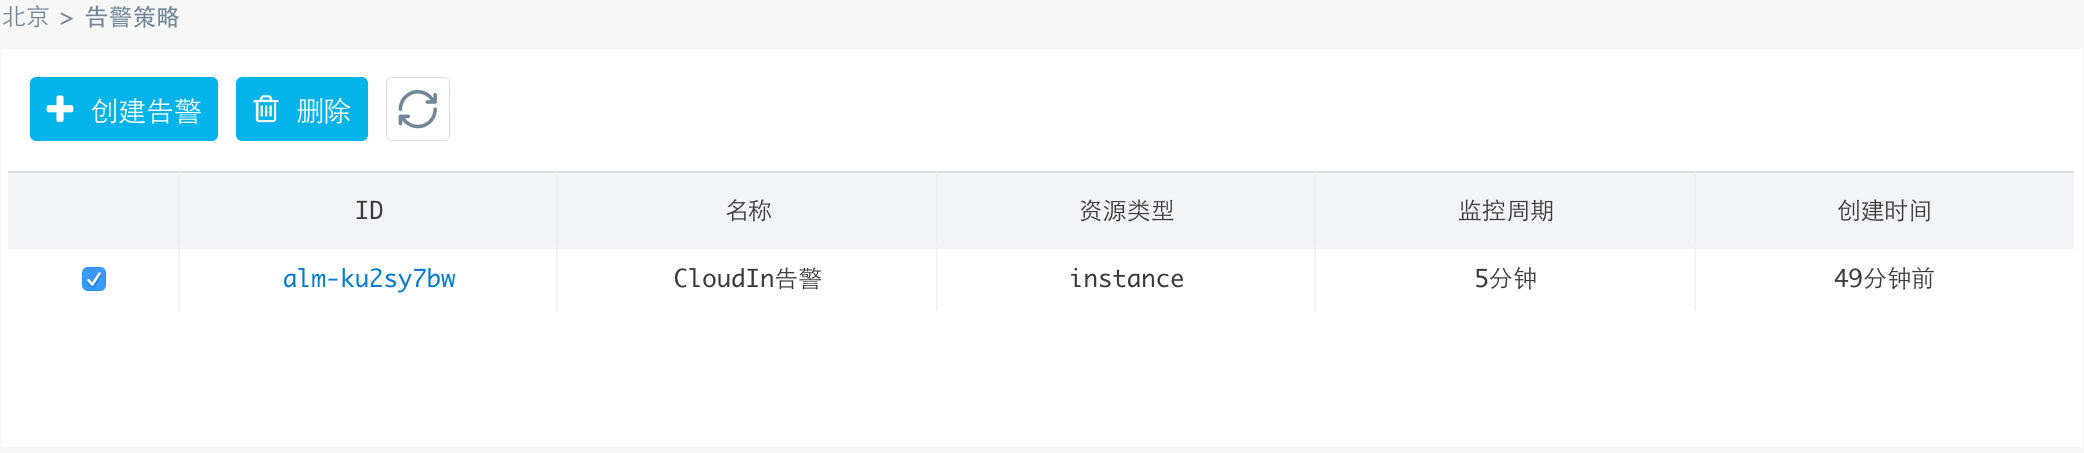 北京 > 告警策略
创建告警 删除
ID 名称 资源类型 监控周期 创建时间
alm-ku2sy7bw CloudIn告警 instance 5分钟 49分钟前